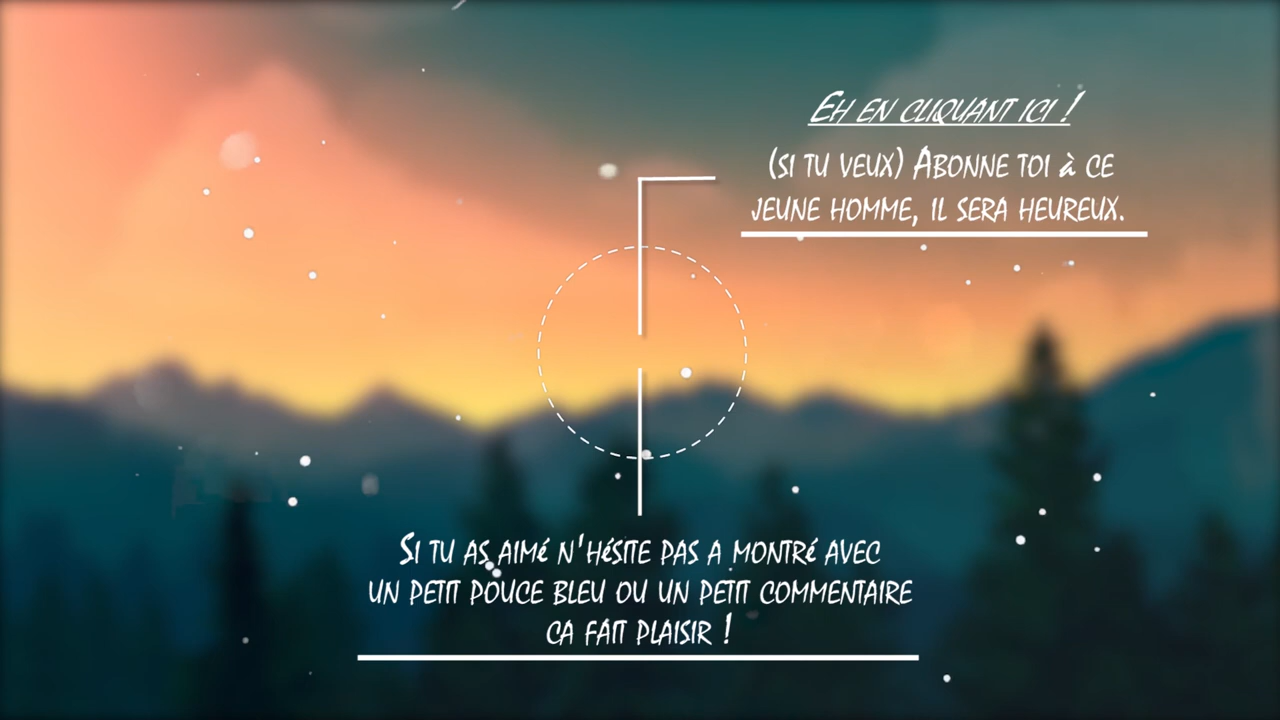 Eh en cliquant ici !
(si tu veux) Abonne toi à ce
jeune homme, il sera heureux.
Si tu as aimé n'hésite pas a montré avec
un petit pouce bleu ou un petit commentaire
ca fait plaisir !